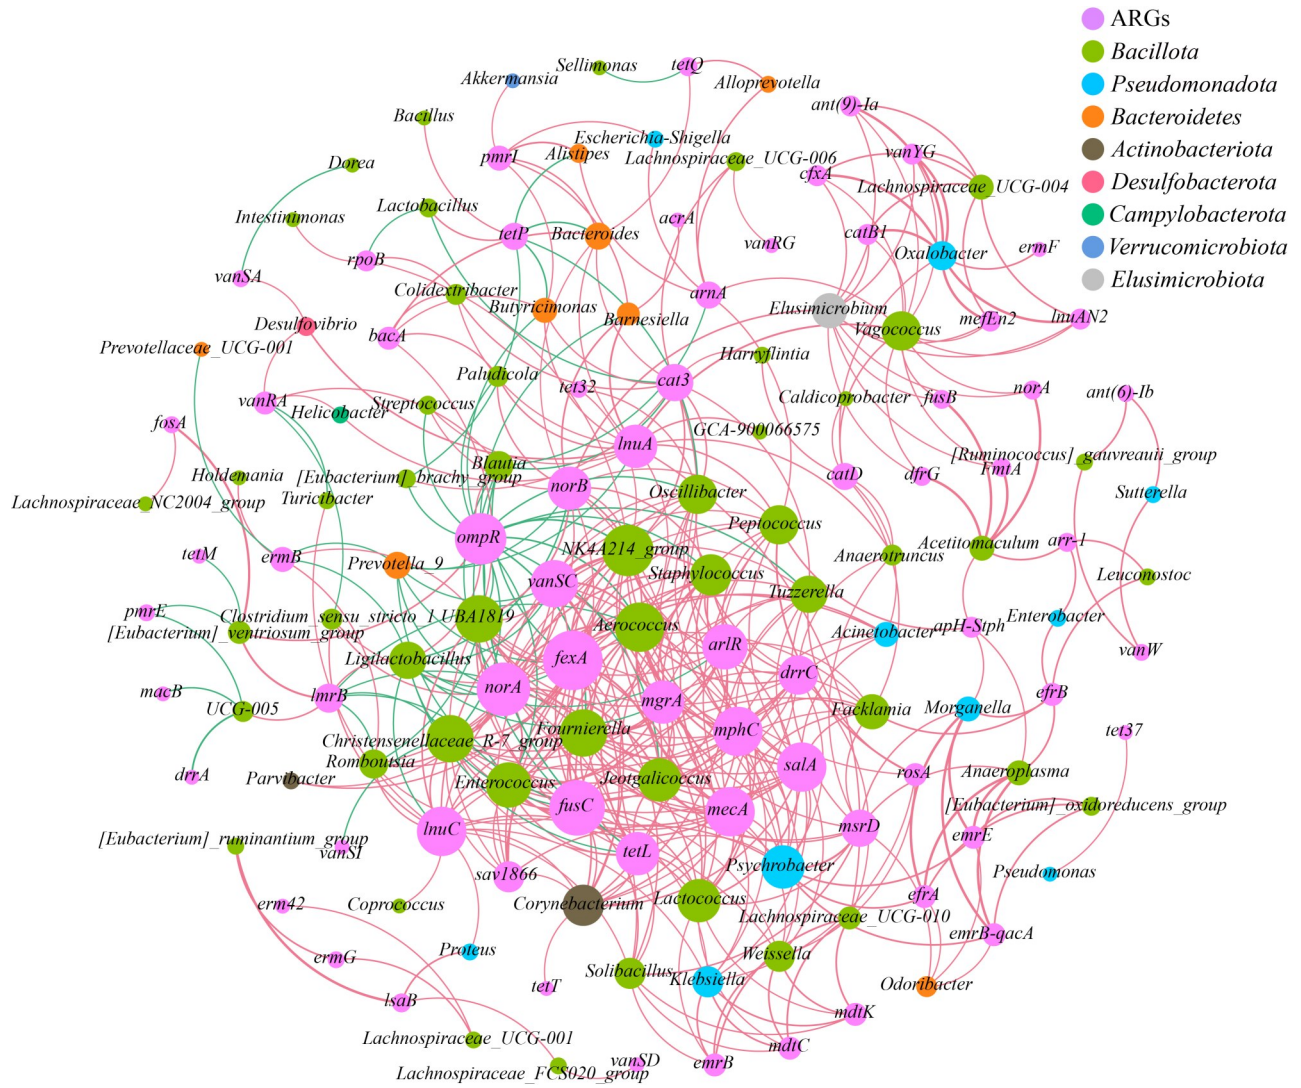 ARGs
Bacillota
Pseudomonadota
Bacteroidetes
Actinobacteriota
Desulfobacterota
Campylobacterota
Verrucomicrobiota
Elusimicrobiota
Sellimonas
tetQ
Akkermansia
Alloprevotella
ant(9)-Ia
Bacillus
Escherichia-Shigella
pmrI
Alistipes
Lachnospiraceae_UCG-006
vanYG
cfxA
Dorea
Lachnospiraceae_UCG-004
Lactobacillus
Intestinimonas
acrA
tetP
Bacteroides
vanRG
catB1
Oxalobacter
ermF
rpoB
vanSA
Colidextribacter
arnA
Butyricimonas
Barnesiella
Elusimicrobium
Vagococcus
mefEn2
lnuAN2
Desulfovibrio
bacA
Prevotellaceae_UCG-001
Harryflintia
Paludicola
tet32
cat3
Caldicoprobacter
fusB
norA
ant(6)-Ib
vanRA
Helicobacter
Streptococcus
fosA
GCA-900066575
lnuA
[Ruminococcus]_gauvreauii_group
Blautia
Holdemania
[Eubacterium]_brachy_group
norB
Oscillibacter
catD
dfrG
FmtA
Sutterella
Lachnospiraceae_NC2004_group
Turicibacter
Peptococcus
ompR
NK4A214_group
Acetitomaculum
arr-1
tetM
ermB
Prevotella_9
vanSC
Staphylococcus
Anaerotruncus
Leuconostoc
Tuzzerella
pmrE
Clostridium_sensu_stricto
LUBA1819
Aerococcus
Enterobacter
[Eubacterium]_ventriosum_group
Acinetobacter
apH-Stph
Ligilactobacillus
fexA
arlR
vanW
drrC
macB
lmrB
norA
mgrA
efrB
UCG-005
Facklamia
Morganella
Christensenellaceae_R-7_group
Fournierella
mphC
tet37
Romboutsia
salA
drrA
Parvibacter
Enterococcus
Jeotgalicoccus
rosA
Anaeroplasma
fusC
mecA
[Eubacterium]_oxidoreducens_group
lnuC
msrD
emrE
[Eubacterium]_ruminantium_group
vanSI
tetL
Psychrobacter
sav1866
Pseudomonas
efrA
erm42
Coprococcus
Corynebacterium
Lactococcus
Lachnospiraceae_UCG-010
emrB-qacA
Proteus
ermG
Weissella
Solibacillus
Klebsiella
Odoribacter
tetT
lsaB
mdtK
Lachnospiraceae_UCG-001
mdtC
vanSD
emrB
Lachnospiraceae_FCS020_group